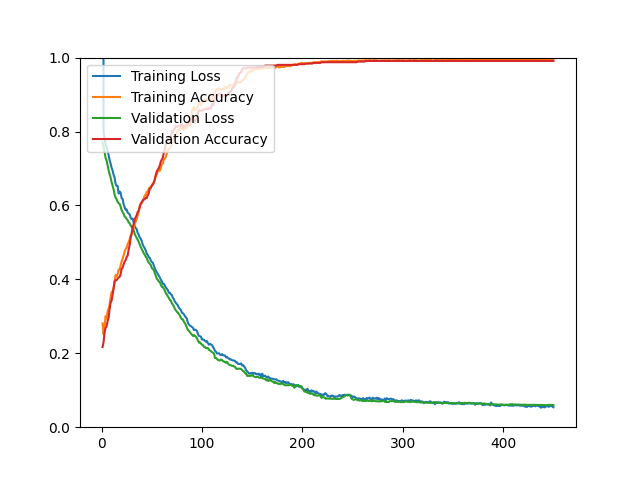 1.0
0.8
0.6
0.4
0.2
0.0
Training Loss
Training Accuracy
Validation Loss
Validation Accuracy
0 100 200 300 400